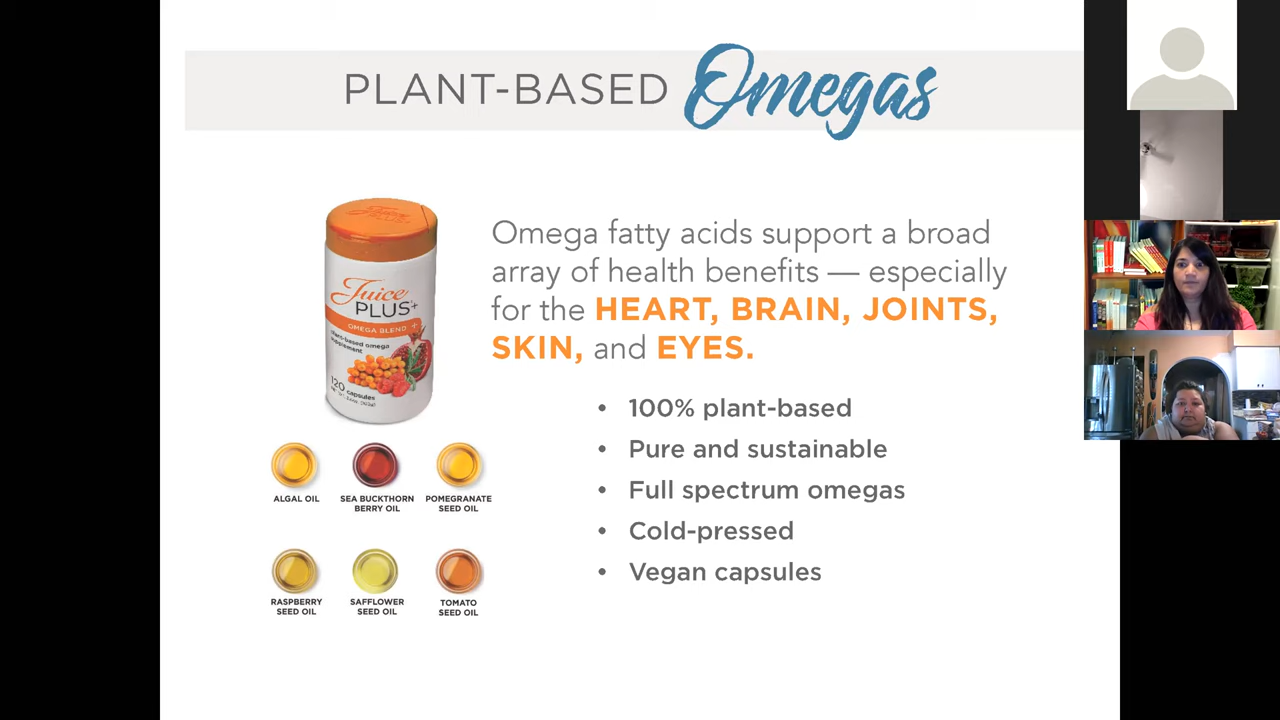 PLANT-BASED Omegas
Juice
PLUS+
Juice
PLUS+
OMEGA BLEND
plant-based omega
supplement
120 capsules
Omega fatty acids support a broad
array of health benefits — especially
for the HEART, BRAIN, JOINTS,
SKIN, and EYES.
• 100% plant-based
• Pure and sustainable
• Full spectrum omegas
• Cold-pressed
• Vegan capsules
ALGAL OIL
SEA BUCKTHORN
BERRY OIL
POMEGRANATE
SEED OIL
RASPBERRY
SEED OIL
SAFFLOWER
SEED OIL
TOMATO
SEED OIL